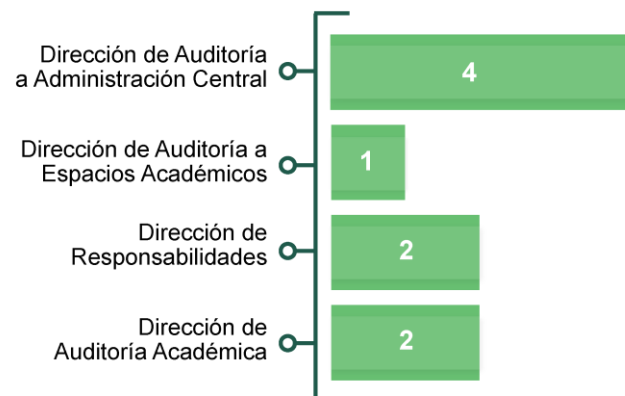 Dirección de Auditoría
a Administración Central
4
Dirección de Auditoría a
Espacios Académicos
1
Dirección de
Responsabilidades
2
Dirección de
Auditoría Académica
2